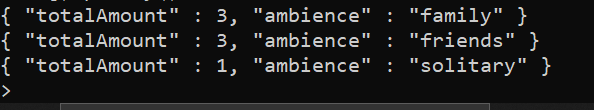 { "totalAmount" : 3, "ambience" : "family" }
{ "totalAmount" : 3, "ambience" : "friends" }
{ "totalAmount" : 1, "ambience" : "solitary" }
>